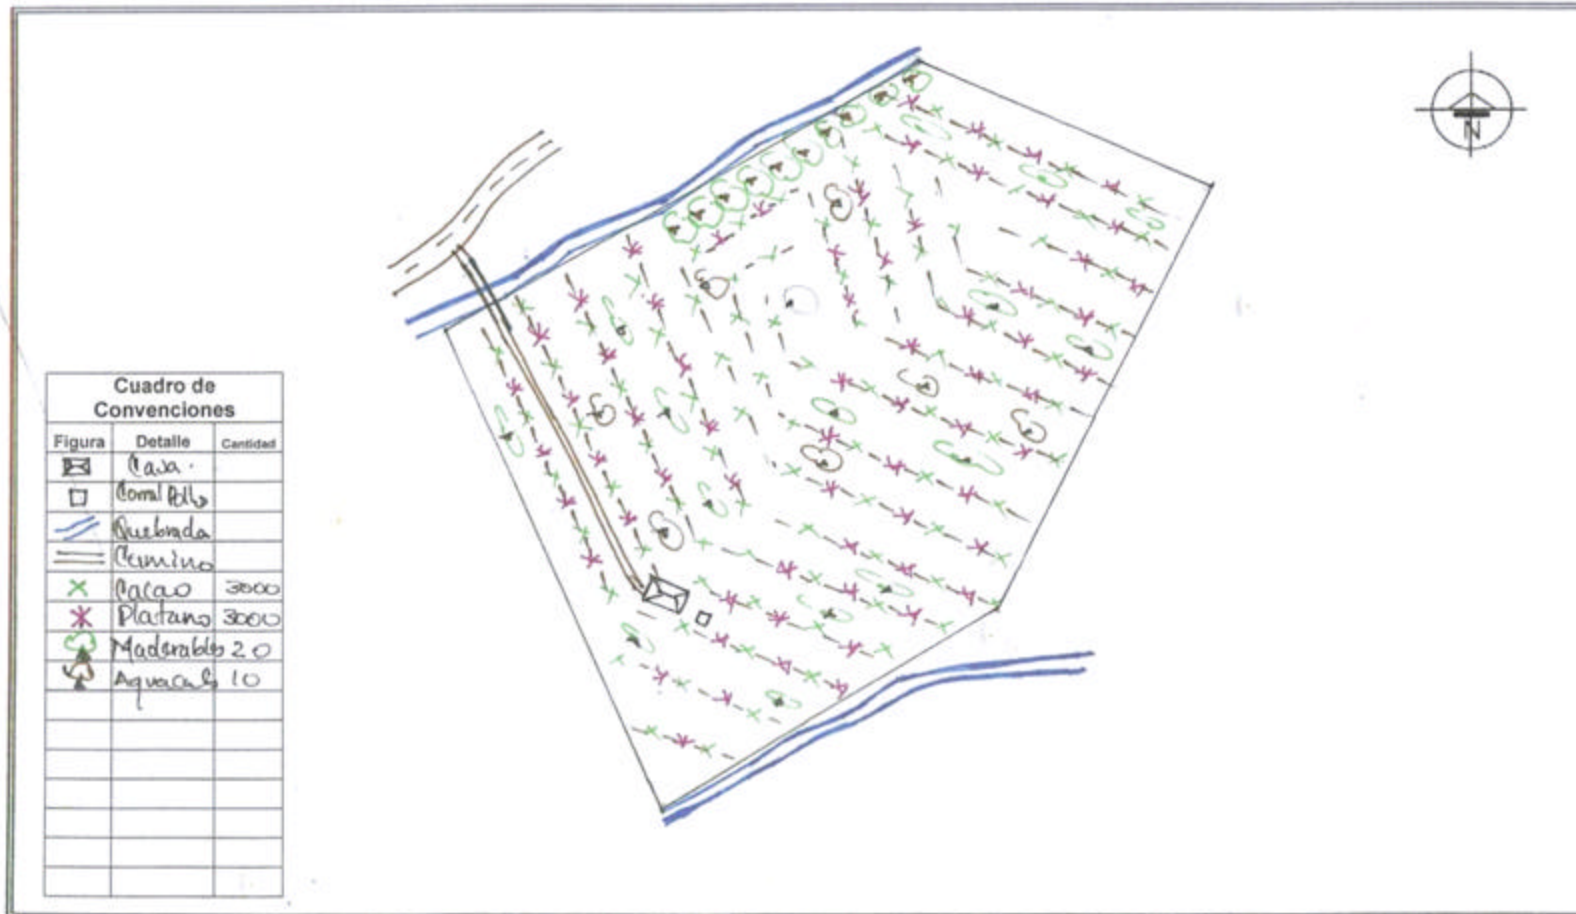 N
Cuadro de
Convenciones
Figura Detalle Cantidad
Casa.
Corral Pollo
Quebrada
Camino
Cacao 3000
Platano 3000
Maderables 20
Aguacate 10